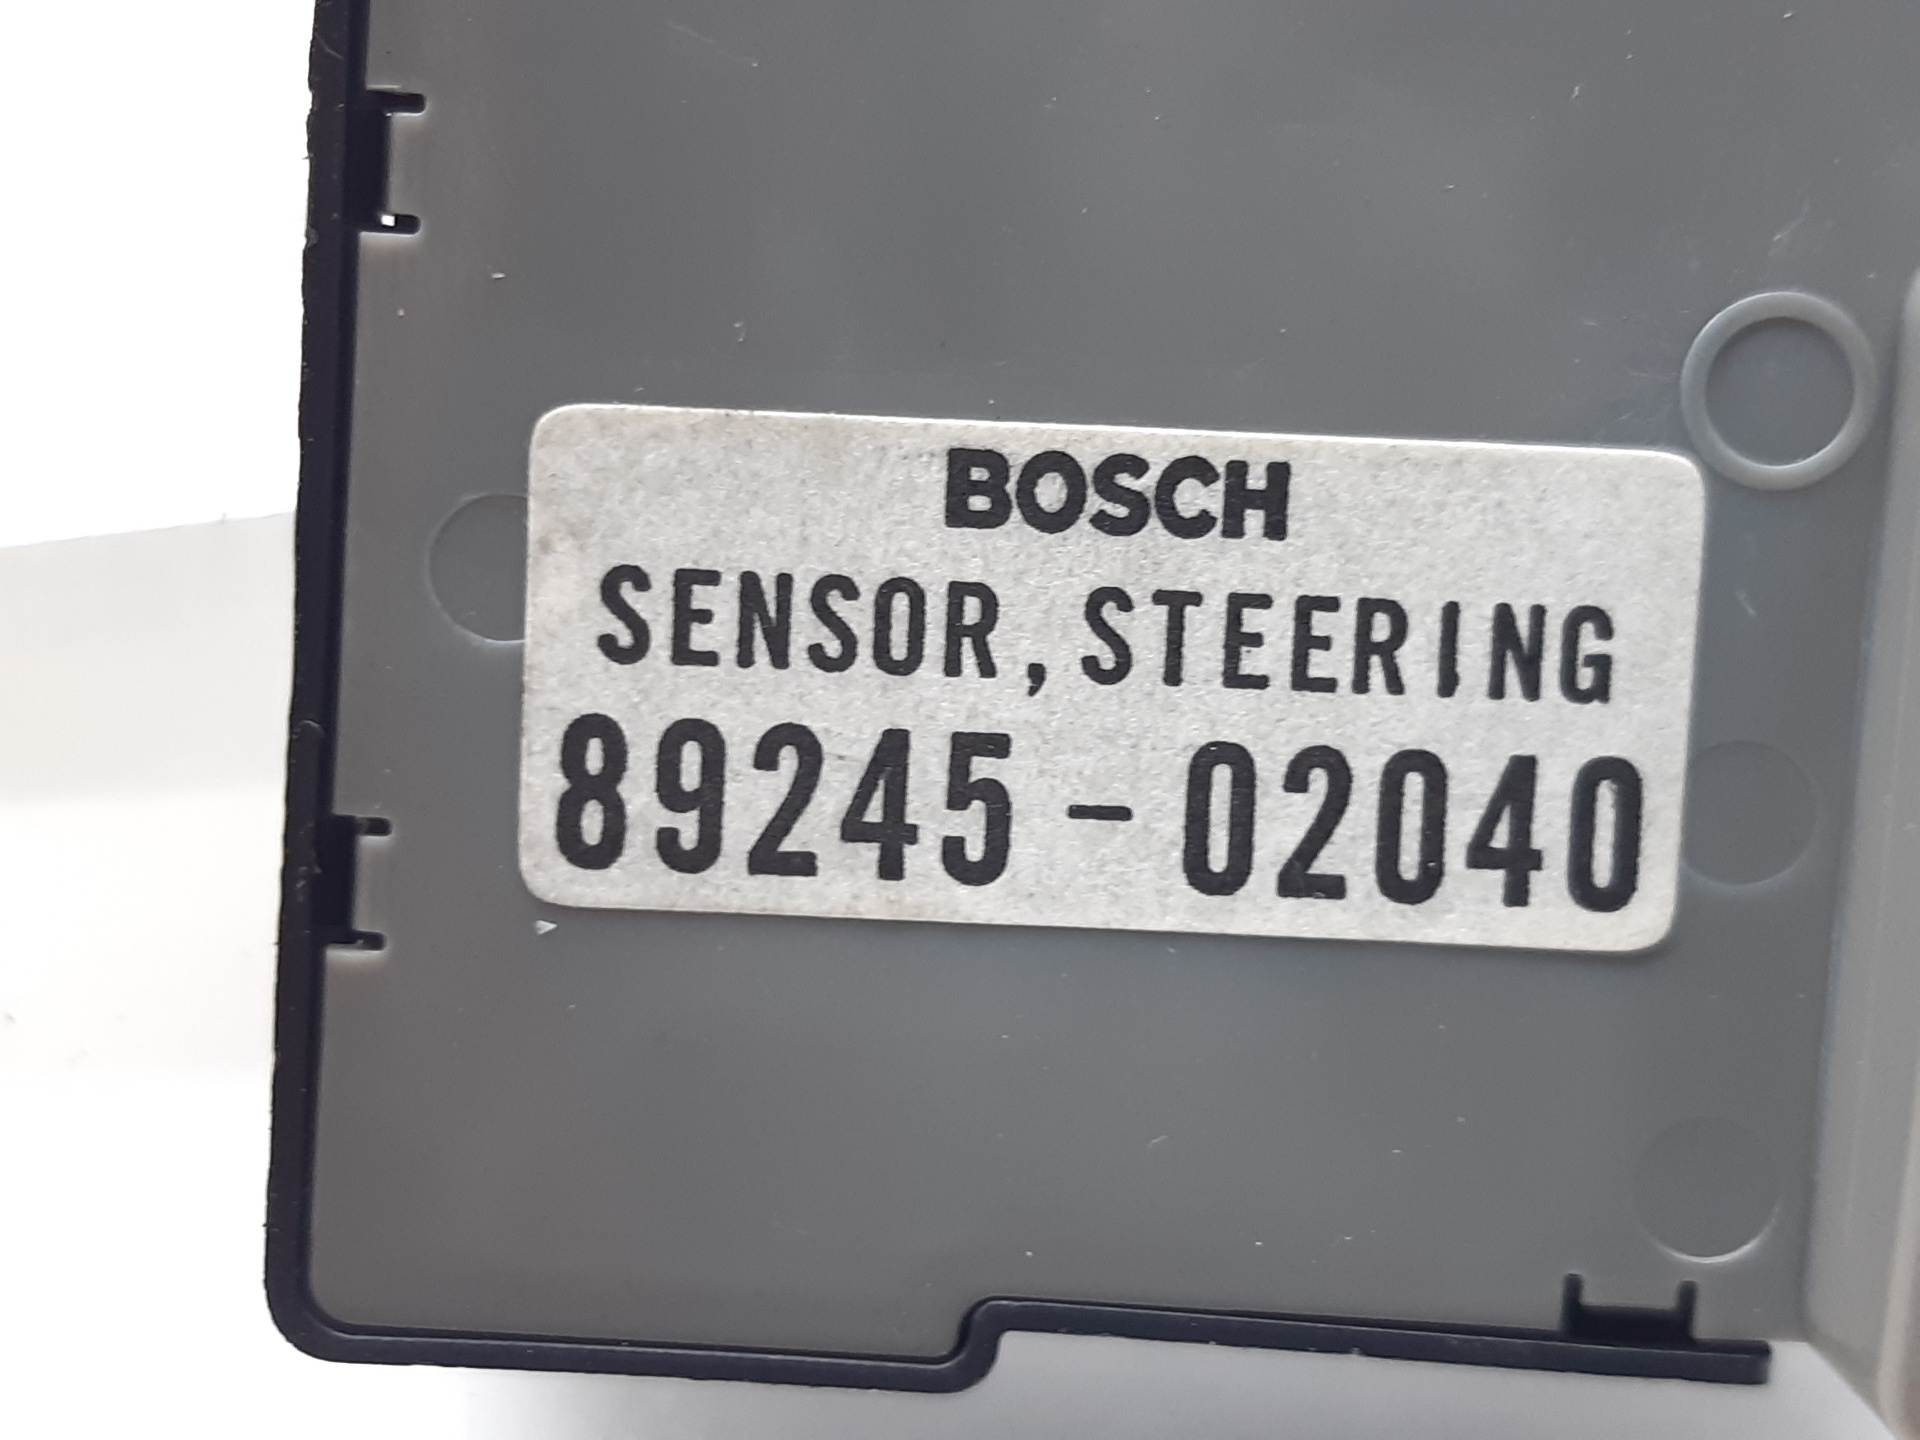 BOSCH
SENSOR, STEERING
89245-02040